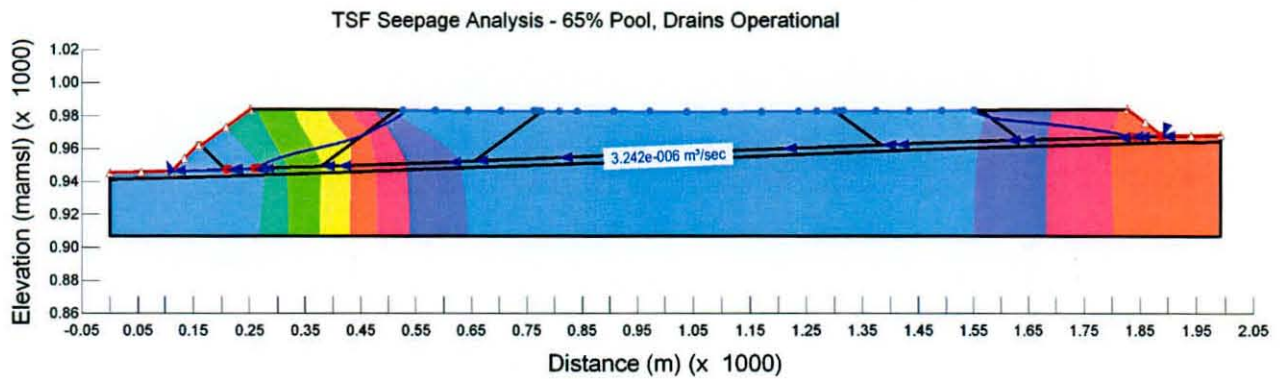 TSF Seepage Analysis - 65% Pool, Drains Operational
Elevation (mamsl) (x 1000)
1.02
1.00
0.98
0.96
0.94
0.92
0.90
0.88
0.86
3.242e-006 m³/sec
-0.05 0.05 0.15 0.25 0.35 0.45 0.55 0.65 0.75 0.85 0.95 1.05 1.15 1.25 1.35 1.45 1.55 1.65 1.75 1.85 1.95 2.05
Distance (m) (x 1000)